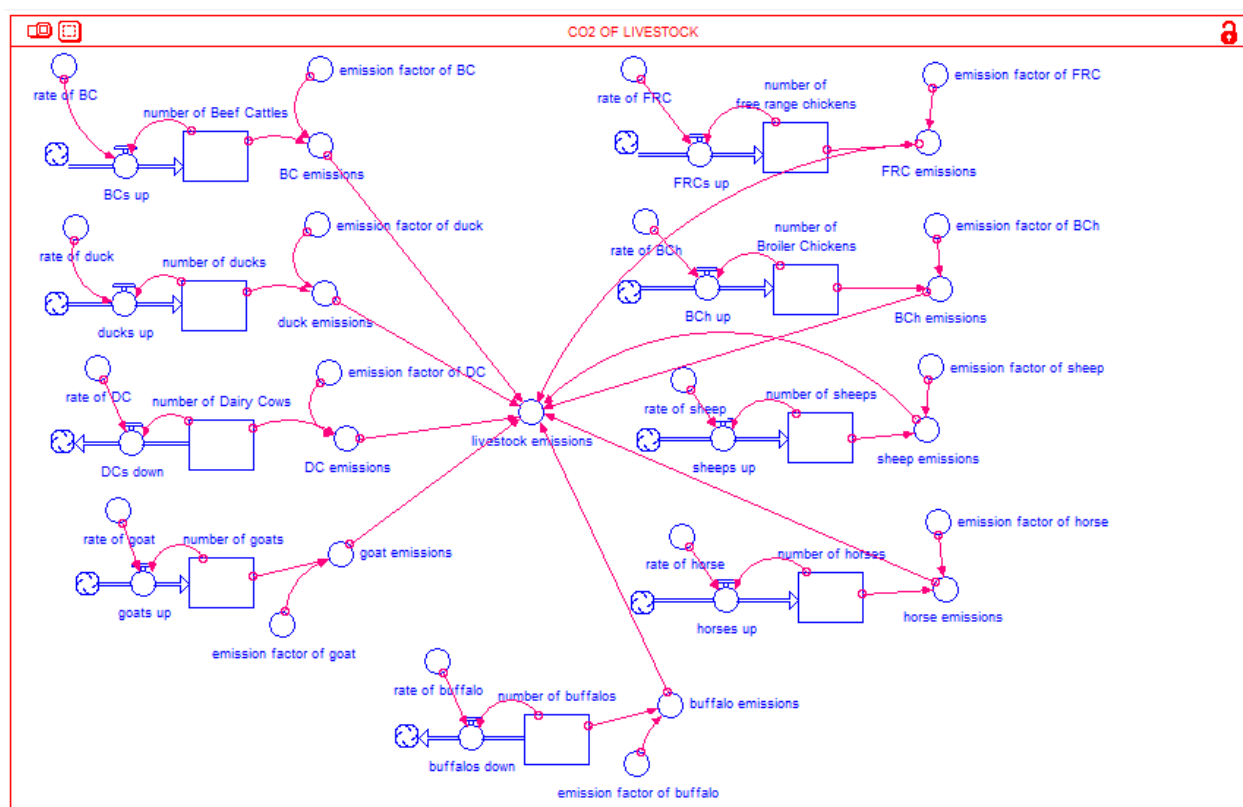 CO2 OF LIVESTOCK
rate of BC
emission factor of BC
number of Beef Cattles
BCs up
BC emissions
rate of FRC
number of
free range chickens
emission factor of FRC
FRCs up
FRC emissions
rate of duck
emission factor of duck
number of ducks
ducks up
duck emissions
rate of BCh
number of
Broiler Chickens
emission factor of BCh
BCh up
BCh emissions
rate of DC
emission factor of DC
number of Dairy Cows
DCs down
DC emissions
livestock emissions
rate of sheep
number of sheeps
emission factor of sheep
sheeps up
sheep emissions
rate of goat
number of goats
goat emissions
goats up
emission factor of goat
rate of horse
number of horses
emission factor of horse
horses up
horse emissions
rate of buffalo
number of buffalos
buffalo emissions
buffalos down
emission factor of buffalo